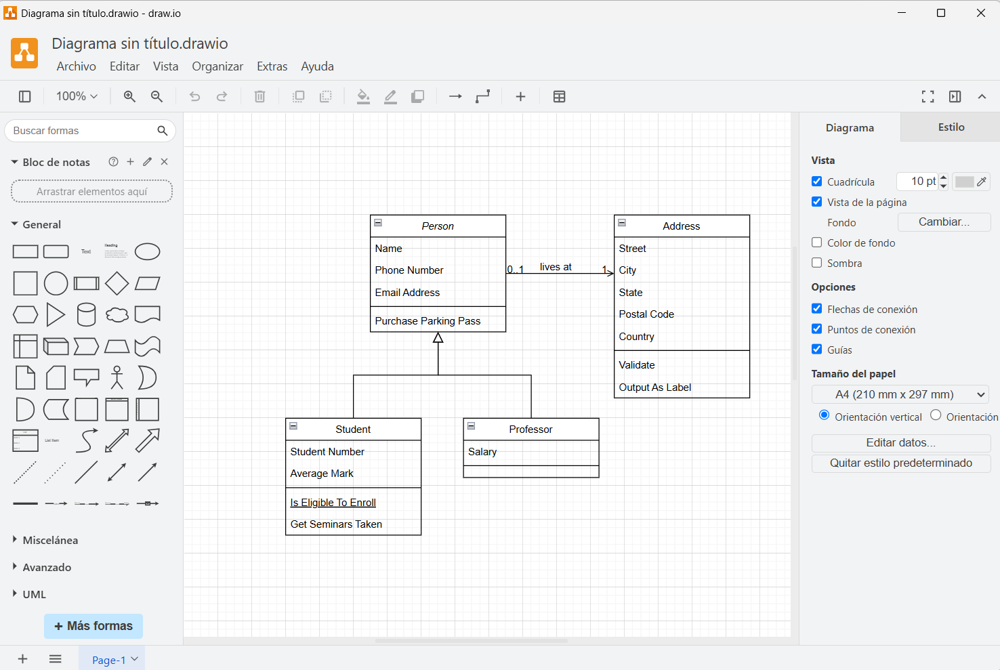 Diagrama sin título.drawio - draw.io
Diagrama sin título.drawio
Archivo Editar Vista Organizar Extras Ayuda
100%
Buscar formas
Bloc de notas
Arrastrar elementos aquí
General
Text
Heading
List Item
Miscelánea
Avanzado
UML
+ Más formas
Page-1
Person
Name
Phone Number
Email Address
Purchase Parking Pass
0..1 lives at 1
Address
Street
City
State
Postal Code
Country
Validate
Output As Label
Student
Student Number
Average Mark
Is Eligible To Enroll
Get Seminars Taken
Professor
Salary
Diagrama Estilo
Vista
Cuadrícula 10 pt
Vista de la página
Fondo Cambiar...
Color de fondo
Sombra
Opciones
Flechas de conexión
Puntos de conexión
Guías
Tamaño del papel
A4 (210 mm x 297 mm)
Orientación vertical Orientación
Editar datos...
Quitar estilo predeterminado